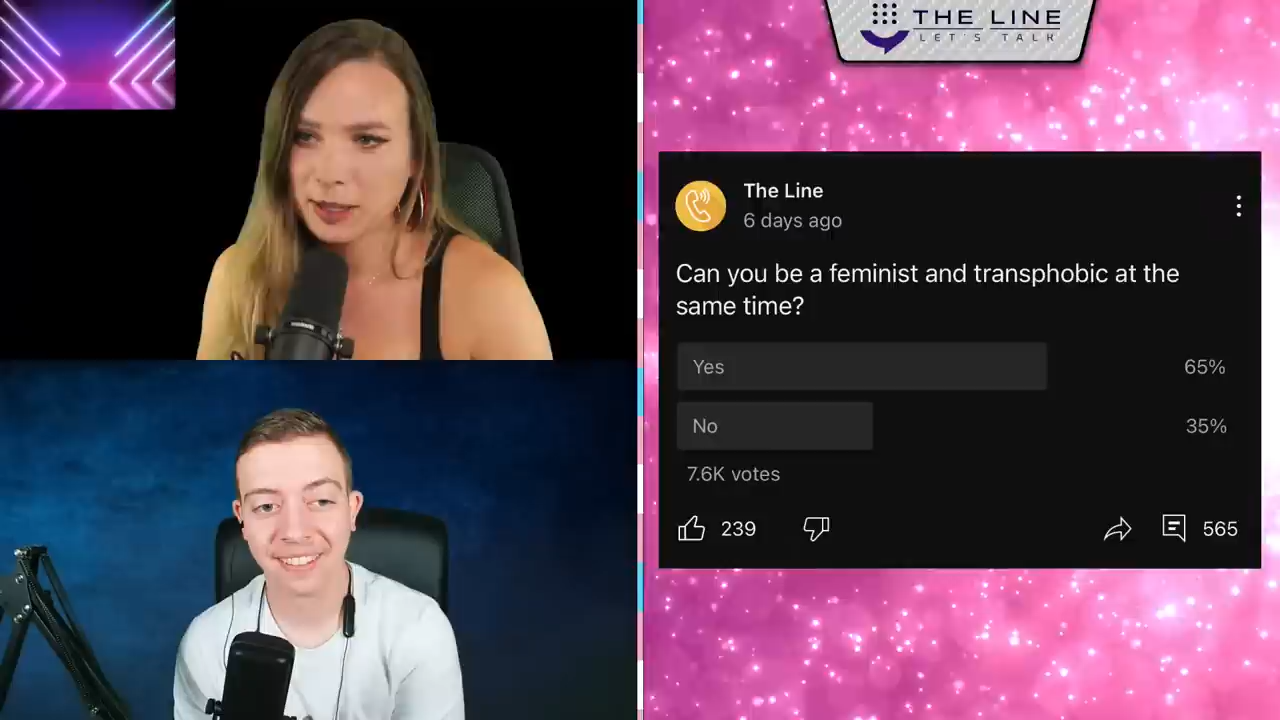 THE LINE
LET'S TALK
The Line
6 days ago
Can you be a feminist and transphobic at the
same time?
Yes 65%
No 35%
7.6K votes
239 565